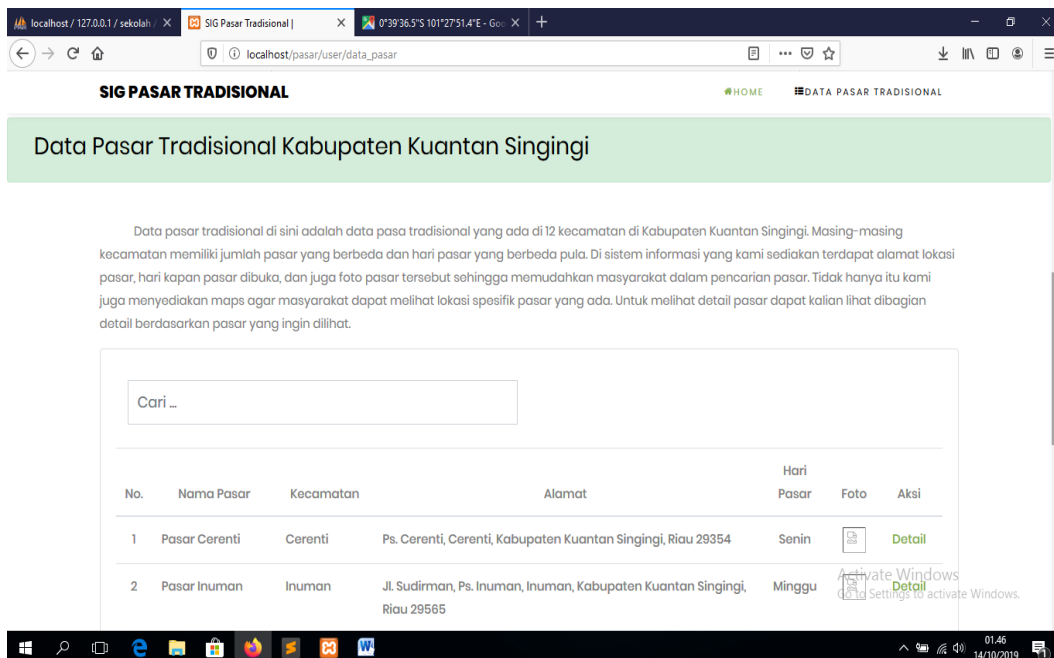 localhost / 127.0.0.1 / sekolah /
SIG Pasar Tradisional |
0°39'36.5"S 101°27'51.4"E - Goo
localhost/pasar/user/data_pasar
SIG PASAR TRADISIONAL
HOME
DATA PASAR TRADISIONAL
Data Pasar Tradisional Kabupaten Kuantan Singingi
Data pasar tradisional di sini adalah data pasa tradisional yang ada di 12 kecamatan di Kabupaten Kuantan Singingi. Masing-masing
kecamatan memiliki jumlah pasar yang berbeda dan hari pasar yang berbeda pula. Di sistem informasi yang kami sediakan terdapat alamat lokasi
pasar, hari kapan pasar dibuka, dan juga foto pasar tersebut sehingga memudahkan masyarakat dalam pencarian pasar. Tidak hanya itu kami
juga menyediakan maps agar masyarakat dapat melihat lokasi spesifik pasar yang ada. Untuk melihat detail pasar dapat kalian lihat dibagian
detail berdasarkan pasar yang ingin dilihat.
Cari ...
No. Nama Pasar Kecamatan Alamat Hari Pasar Foto Aksi
1 Pasar Cerenti Cerenti Ps. Cerenti, Cerenti, Kabupaten Kuantan Singingi, Riau 29354 Senin Detail
2 Pasar Inuman Inuman Jl. Sudirman, Ps. Inuman, Inuman, Kabupaten Kuantan Singingi, Minggu Detail
Riau 29565
Activate Windows
Go to Settings to activate Windows.
01.46
14/10/2019